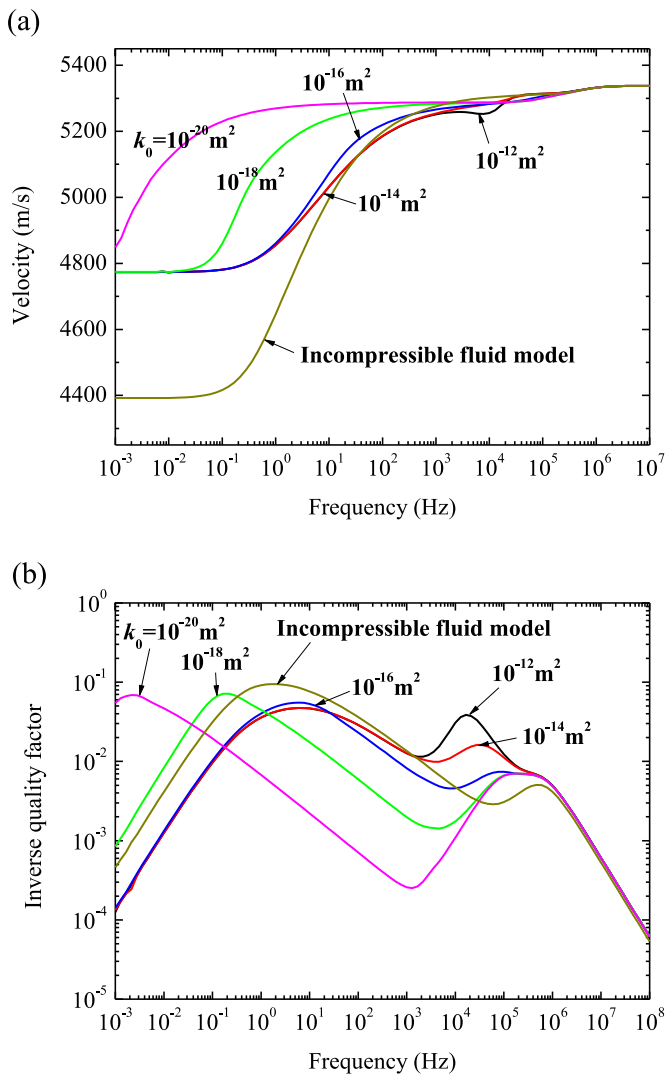 (a)
5400
5200
5000
4800
4600
4400
Velocity (m/s)
k₀=10⁻²⁰m²
10⁻¹⁸m²
10⁻¹⁶m²
10⁻¹⁴m²
10⁻¹²m²
Incompressible fluid model
10⁻³ 10⁻² 10⁻¹ 10⁰ 10¹ 10² 10³ 10⁴ 10⁵ 10⁶ 10⁷
Frequency (Hz)
(b)
10⁰
10⁻¹
10⁻²
10⁻³
10⁻⁴
10⁻⁵
Inverse quality factor
k₀=10⁻²⁰m²
10⁻¹⁸m²
Incompressible fluid model
10⁻¹⁶m²
10⁻¹²m²
10⁻¹⁴m²
10⁻³ 10⁻² 10⁻¹ 10⁰ 10¹ 10² 10³ 10⁴ 10⁵ 10⁶ 10⁷ 10⁸
Frequency (Hz)